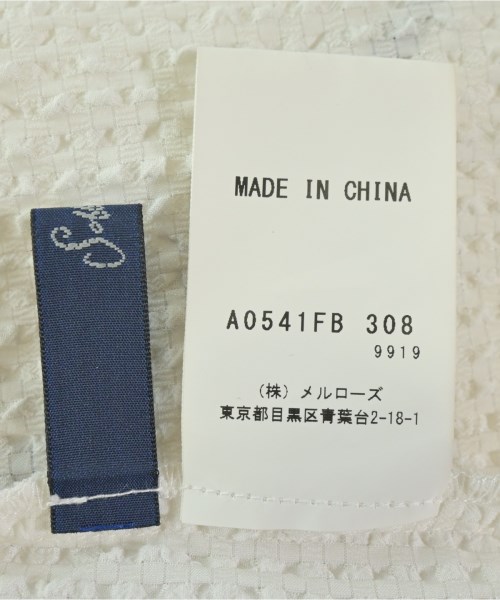 MADE IN CHINA
A0541FB 308
9919
(株) メルローズ
東京都目黒区青葉台2-18-1